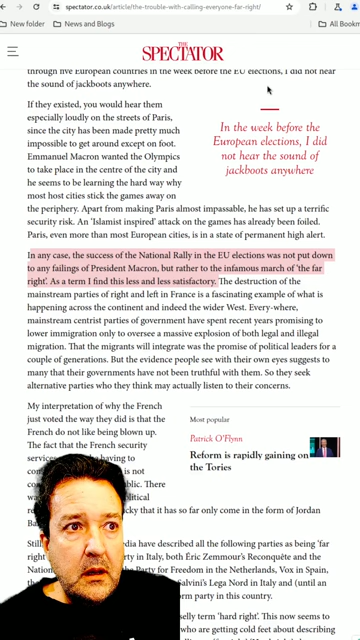 spectator.co.uk/article/the-trouble-with-calling-everyone-far-right/
New folder
News and Blogs
All Book
THE
SPECTATOR
through five European countries in the week before the EU elections, I did not hear
the sound of jackboots anywhere.
If they existed, you would hear them
especially loudly on the streets of Paris,
since the city has been made pretty much
impossible to get around except on foot.
Emmanuel Macron wanted the Olympics
to take place in the centre of the city and
he seems to be learning the hard way why
most host cities stick the games away on
the periphery. Apart from making Paris almost impassable, he has set up a terrific
security risk. An 'Islamist inspired' attack on the games has already been foiled.
Paris, even more than most European cities, is in a state of permanent high alert.
In the week before the
European elections, I did
not hear the sound of
jackboots anywhere
In any case, the success of the National Rally in the EU elections was not put down
to any failings of President Macron, but rather to the infamous march of 'the far
right'. As a term I find this less and less satisfactory. The destruction of the
mainstream parties of right and left in France is a fascinating example of what is
happening across the continent and indeed the wider West. Every-where,
mainstream centrist parties of government have spent recent years promising to
lower immigration only to oversee a massive explosion of both legal and illegal
migration. That the migrants will integrate was the promise of political leaders for a
couple of generations. But the evidence people see with their own eyes suggests to
many that their governments have not been truthful with them. So they seek
alternative parties who they think may actually listen to their concerns.
My interpretation of why the French
just voted the way they did is that the
French do not like being blown up.
The fact that the French security
services having to
is not
public. There
political
cky that it has so far only come in the form of Jordan
Ba
Most popular
Patrick O'Flynn
Reform is rapidly gaining on
the Tories
Still dia have described all the following parties as being 'far
right rty in Italy, both Éric Zemmour's Reconquête and the
Nation the Party for Freedom in the Netherlands, Vox in Spain,
the Salvini's Lega Nord in Italy and (until an
form party in this country.
selly term 'hard right'. This now seems to
who are getting cold feet about describing